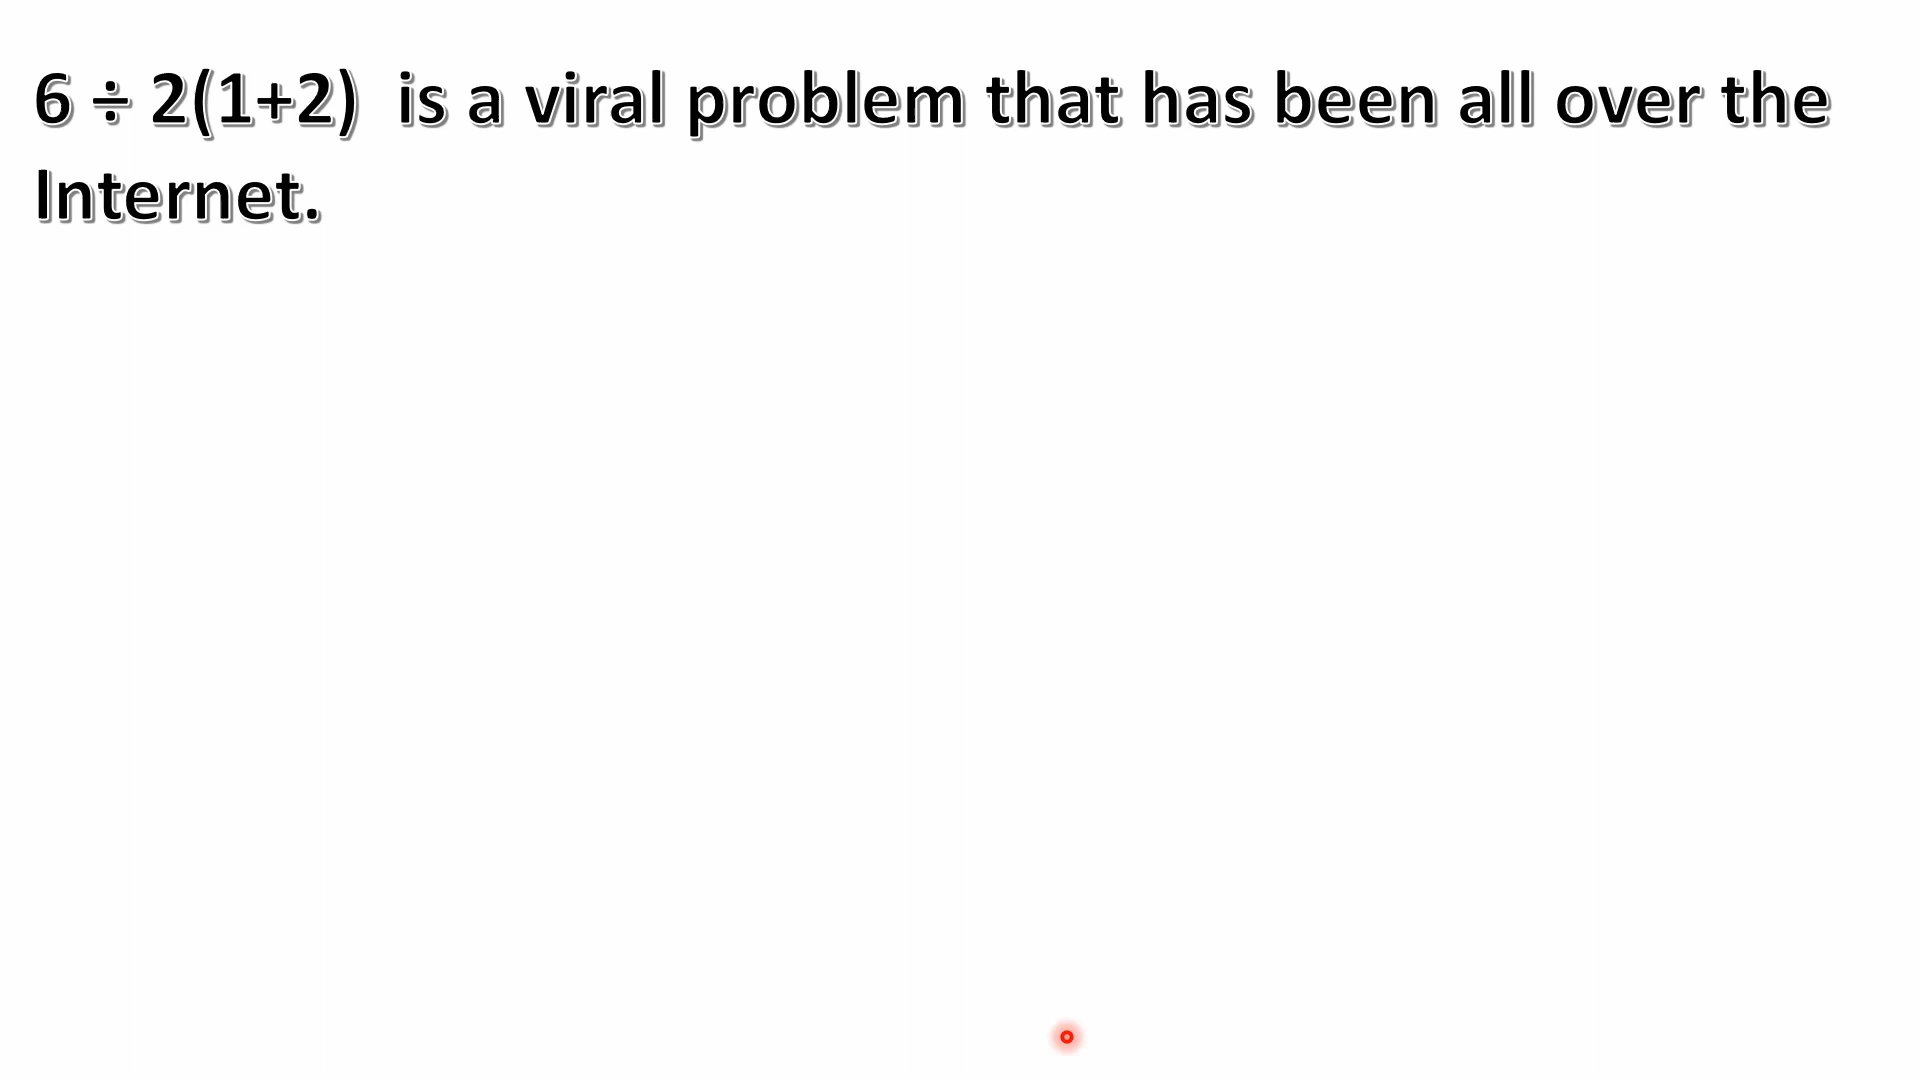 6 ÷ 2(1+2)  is a viral problem that has been all over the
Internet.